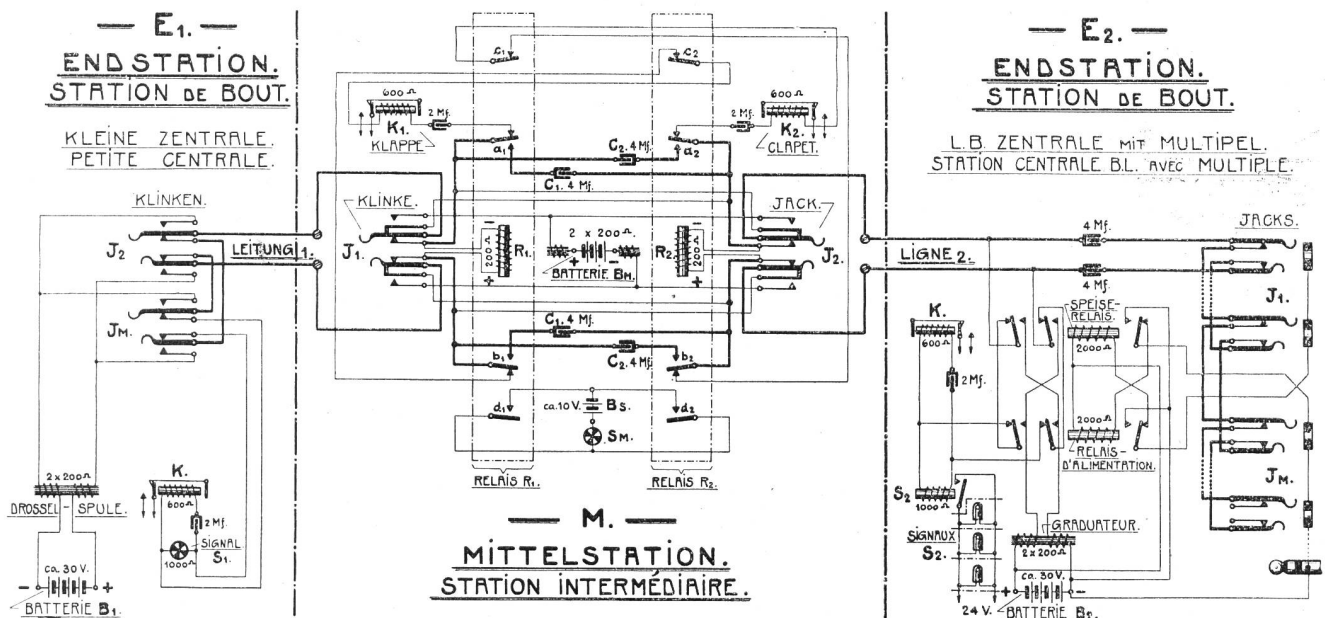 — E1. —
ENDSTATION.
STATION DE BOUT.
KLEINE ZENTRALE.
PETITE CENTRALE.
KLINKEN.
J2
JM.
LEITUNG 1.
2 x 200 Ω
DROSSEL-SPULE.
ca. 30 V.
- +
BATTERIE B1.
K.
600 Ω
2 Mf.
SIGNAL
S1.
1000 Ω
C1 C2
600 Ω
K1.
KLAPPE
2 Mf.
a1
2 Mf.
a2
600 Ω
K2.
CLAPET.
C2. 4 Mf.
C1. 4 Mf.
KLINKE.
J1.
-
200 Ω
+
R1.
2 x 200 Ω.
+ -
BATTERIE BM.
R2.
-
200 Ω
+
JACK.
J2.
C1. 4 Mf.
C2. 4 Mf.
b1 b2
d1 d2
ca. 10 V.
BS.
SM.
RELAIS R1.
RELAIS R2.
— M. —
MITTELSTATION.
STATION INTERMÉDIAIRE.
— E2. —
ENDSTATION.
STATION DE BOUT.
L.B. ZENTRALE MIT MULTIPEL.
STATION CENTRALE B.L. AVEC MULTIPLE.
JACKS.
LIGNE 2.
4 Mf.
4 Mf.
J1.
JM.
K.
600 Ω
2 Mf.
SPEISE-
RELAIS.
2000 Ω
2000 Ω
RELAIS-
D'ALIMENTATION.
S2
1000 Ω
SIGNAUX
S2.
24 V.
GRADUATEUR.
2 x 200 Ω
ca. 30 V.
+ -
BATTERIE